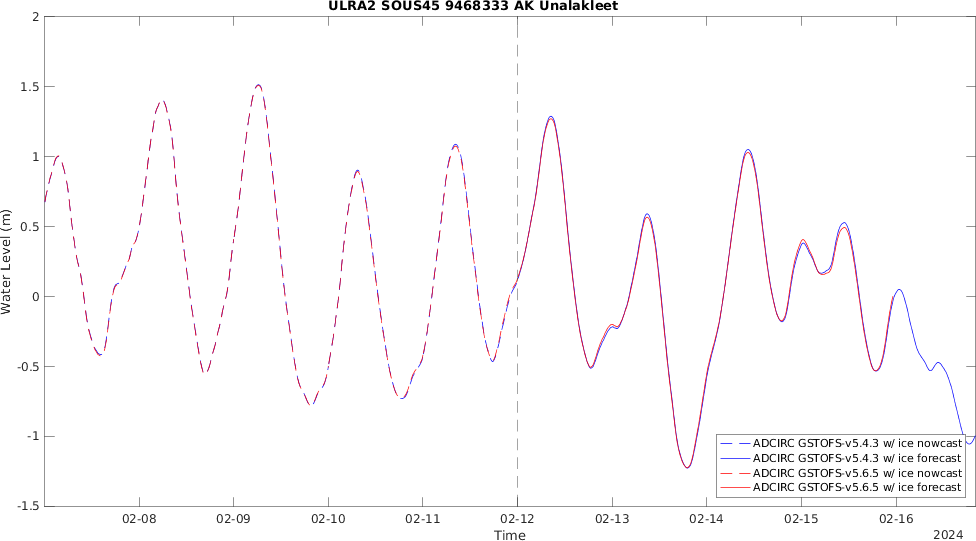 ULRA2 SOUS45 9468333 AK Unalakleet
2
1.5
1
0.5
0
-0.5
-1
-1.5
Water Level (m)
ADCIRC GSTOFS-v5.4.3 w/ ice nowcast
ADCIRC GSTOFS-v5.4.3 w/ ice forecast
ADCIRC GSTOFS-v5.6.5 w/ ice nowcast
ADCIRC GSTOFS-v5.6.5 w/ ice forecast
02-08 02-09 02-10 02-11 02-12 02-13 02-14 02-15 02-16
Time
2024